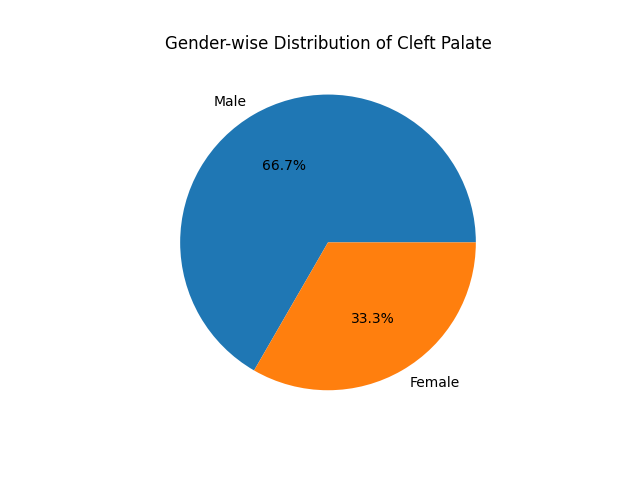 Gender-wise Distribution of Cleft Palate
Male
66.7%
33.3%
Female